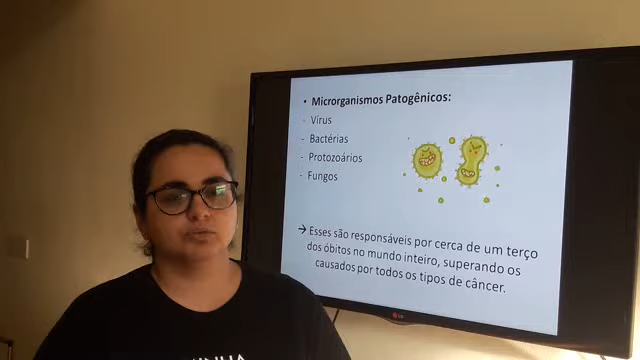 • Microrganismos Patogênicos:
- Vírus
- Bactérias
- Protozoários
- Fungos
→ Esses são responsáveis por cerca de um terço
dos óbitos no mundo inteiro, superando os
causados por todos os tipos de câncer.
LG